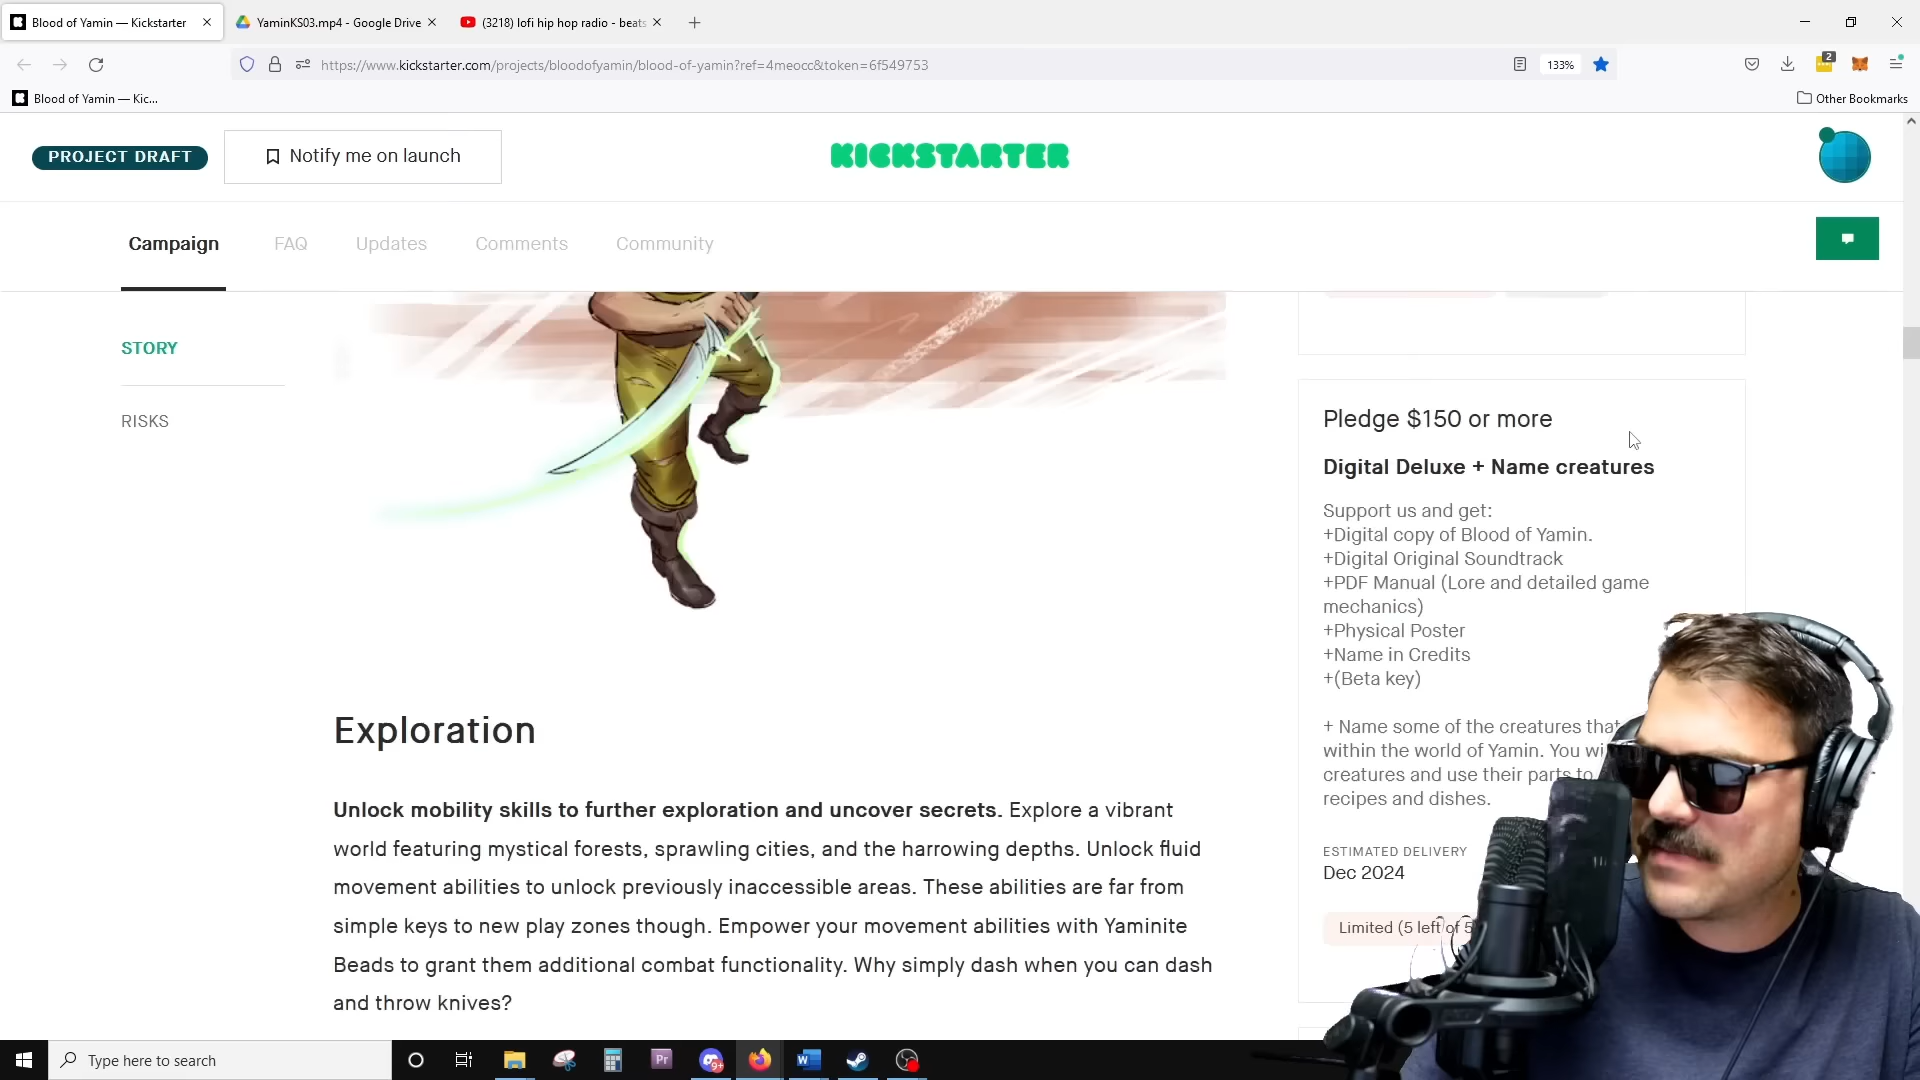 Blood of Yamin — Kickstarter
YaminKS03.mp4 - Google Drive
(3218) lofi hip hop radio - beats
https://www.kickstarter.com/projects/bloodofyamin/blood-of-yamin?ref=4meocc&token=6f549753
133%
2
Blood of Yamin — Kic...
Other Bookmarks
PROJECT DRAFT
Notify me on launch
KICKSTARTER
Campaign
FAQ
Updates
Comments
Community
STORY
RISKS
Exploration
Unlock mobility skills to further exploration and uncover secrets. Explore a vibrant
world featuring mystical forests, sprawling cities, and the harrowing depths. Unlock fluid
movement abilities to unlock previously inaccessible areas. These abilities are far from
simple keys to new play zones though. Empower your movement abilities with Yaminite
Beads to grant them additional combat functionality. Why simply dash when you can dash
and throw knives?
Pledge $150 or more
Digital Deluxe + Name creatures
Support us and get:
+Digital copy of Blood of Yamin.
+Digital Original Soundtrack
+PDF Manual (Lore and detailed game
mechanics)
+Physical Poster
+Name in Credits
+(Beta key)
+ Name some of the creatures that
within the world of Yamin. You
creatures and use their parts to
recipes and dishes.
ESTIMATED DELIVERY
Dec 2024
Limited (5 left of 5
Type here to search
Pr
9+